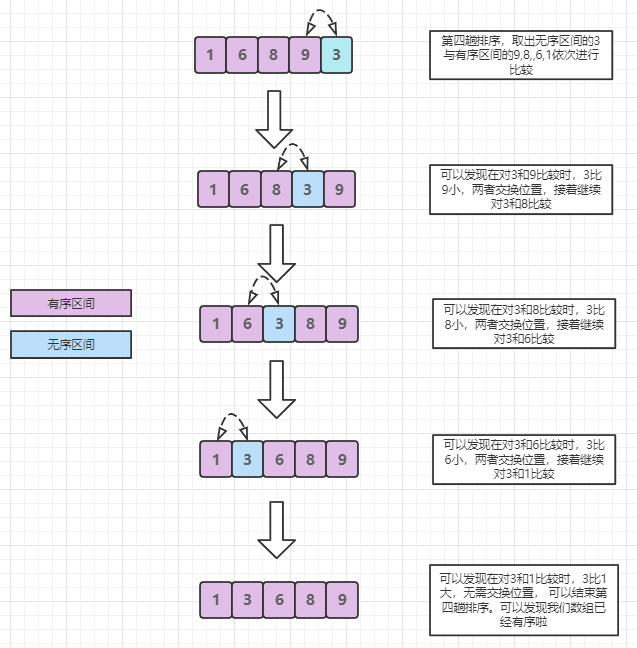 1 6 8 9 3
第四趟排序，取出无序区间的3
与有序区间的9,8,,6,1依次进行
比较
1 6 8 3 9
可以发现在对3和9比较时，3比
9小，两者交换位置，接着继续
对3和8比较
有序区间
无序区间
1 6 3 8 9
可以发现在对3和8比较时，3比
8小，两者交换位置，接着继续
对3和6比较
1 3 6 8 9
可以发现在对3和6比较时，3比
6小，两者交换位置，接着继续
对3和1比较
1 3 6 8 9
可以发现在对3和1比较时，3比1
大，无需交换位置， 可以结束第
四趟排序。可以发现我们数组已
经有序啦